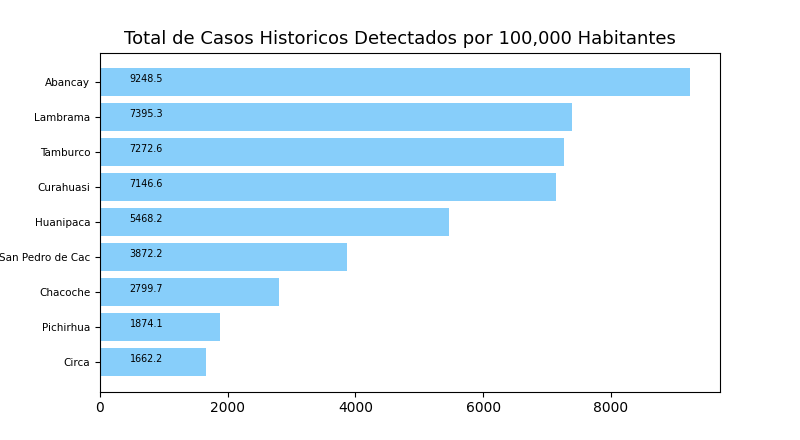 Total de Casos Historicos Detectados por 100,000 Habitantes
Abancay 9248.5
Lambrama 7395.3
Tamburco 7272.6
Curahuasi 7146.6
Huanipaca 5468.2
San Pedro de Cac 3872.2
Chacoche 2799.7
Pichirhua 1874.1
Circa 1662.2
0 2000 4000 6000 8000